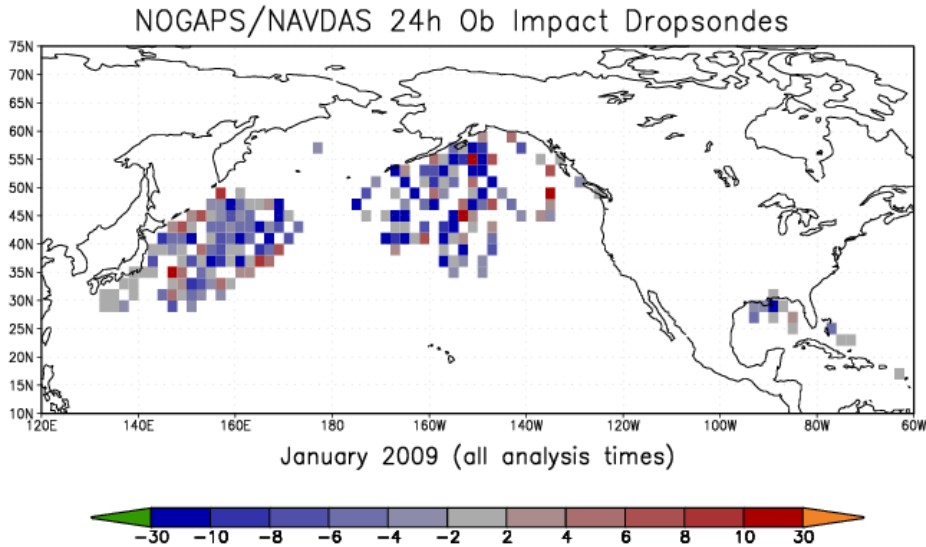 NOGAPS/NAVDAS 24h Ob Impact Dropsondes
75N
70N
65N
60N
55N
50N
45N
40N
35N
30N
25N
20N
15N
10N
120E 140E 160E 180 160W 140W 120W 100W 80W 60W
January 2009 (all analysis times)
-30 -10 -8 -6 -4 -2 2 4 6 8 10 30